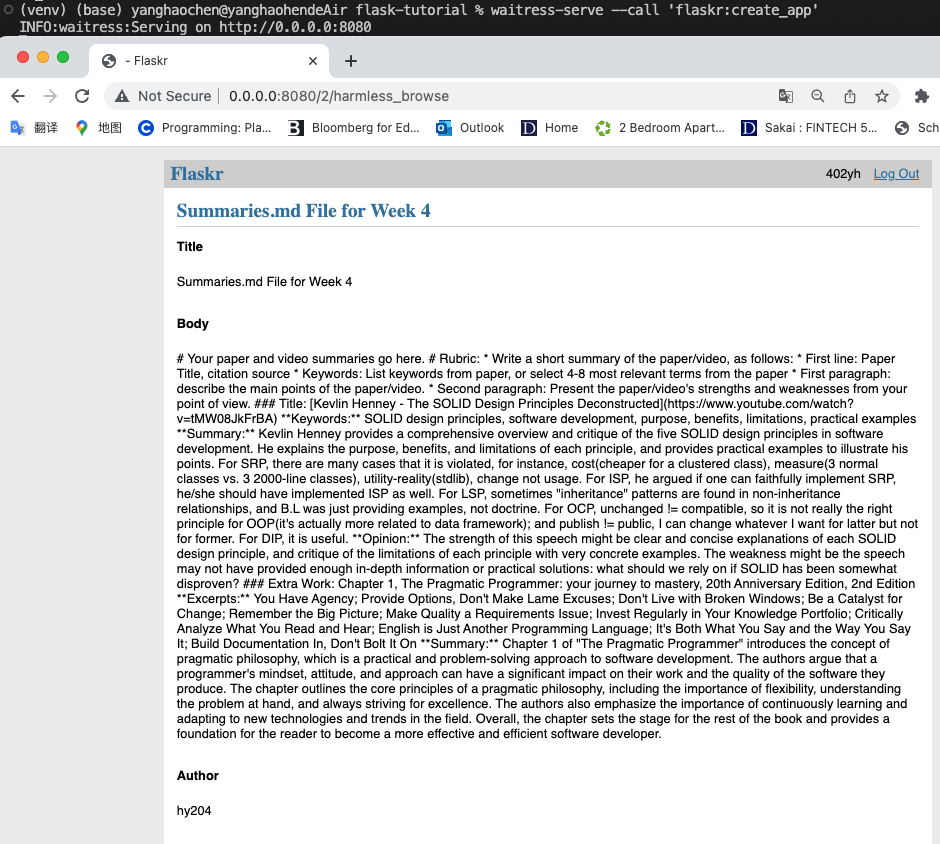 (venv) (base) yanghaochen@yanghaohendeAir flask-tutorial % waitress-serve --call 'flaskr:create_app'
INFO:waitress:Serving on http://0.0.0.0:8080
- Flaskr
Not Secure | 0.0.0.0:8080/2/harmless_browse
翻译 地图 Programming: Pla... Bloomberg for Ed... Outlook Home 2 Bedroom Apart... Sakai : FINTECH 5... Sch
Flaskr 402yh Log Out
Summaries.md File for Week 4
Title
Summaries.md File for Week 4
Body
# Your paper and video summaries go here. # Rubric: * Write a short summary of the paper/video, as follows: * First line: Paper
Title, citation source * Keywords: List keywords from paper, or select 4-8 most relevant terms from the paper * First paragraph:
describe the main points of the paper/video. * Second paragraph: Present the paper/video's strengths and weaknesses from your
point of view. ### Title: [Kevlin Henney - The SOLID Design Principles Deconstructed](https://www.youtube.com/watch?
v=tMW08JkFrBA) **Keywords:** SOLID design principles, software development, purpose, benefits, limitations, practical examples
**Summary:** Kevlin Henney provides a comprehensive overview and critique of the five SOLID design principles in software
development. He explains the purpose, benefits, and limitations of each principle, and provides practical examples to illustrate his
points. For SRP, there are many cases that it is violated, for instance, cost(cheaper for a clustered class), measure(3 normal
classes vs. 3 2000-line classes), utility-reality(stdlib), change not usage. For ISP, he argued if one can faithfully implement SRP,
he/she should have implemented ISP as well. For LSP, sometimes "inheritance" patterns are found in non-inheritance
relationships, and B.L was just providing examples, not doctrine. For OCP, unchanged != compatible, so it is not really the right
principle for OOP(it's actually more related to data framework); and publish != public, I can change whatever I want for latter but not
for former. For DIP, it is useful. **Opinion:** The strength of this speech might be clear and concise explanations of each SOLID
design principle, and critique of the limitations of each principle with very concrete examples. The weakness might be the speech
may not have provided enough in-depth information or practical solutions: what should we rely on if SOLID has been somewhat
disproven? ### Extra Work: Chapter 1, The Pragmatic Programmer: your journey to mastery, 20th Anniversary Edition, 2nd Edition
**Excerpts:** You Have Agency; Provide Options, Don't Make Lame Excuses; Don't Live with Broken Windows; Be a Catalyst for
Change; Remember the Big Picture; Make Quality a Requirements Issue; Invest Regularly in Your Knowledge Portfolio; Critically
Analyze What You Read and Hear; English is Just Another Programming Language; It's Both What You Say and the Way You Say
It; Build Documentation In, Don't Bolt It On **Summary:** Chapter 1 of "The Pragmatic Programmer" introduces the concept of
pragmatic philosophy, which is a practical and problem-solving approach to software development. The authors argue that a
programmer's mindset, attitude, and approach can have a significant impact on their work and the quality of the software they
produce. The chapter outlines the core principles of a pragmatic philosophy, including the importance of flexibility, understanding
the problem at hand, and always striving for excellence. The authors also emphasize the importance of continuously learning and
adapting to new technologies and trends in the field. Overall, the chapter sets the stage for the rest of the book and provides a
foundation for the reader to become a more effective and efficient software developer.
Author
hy204